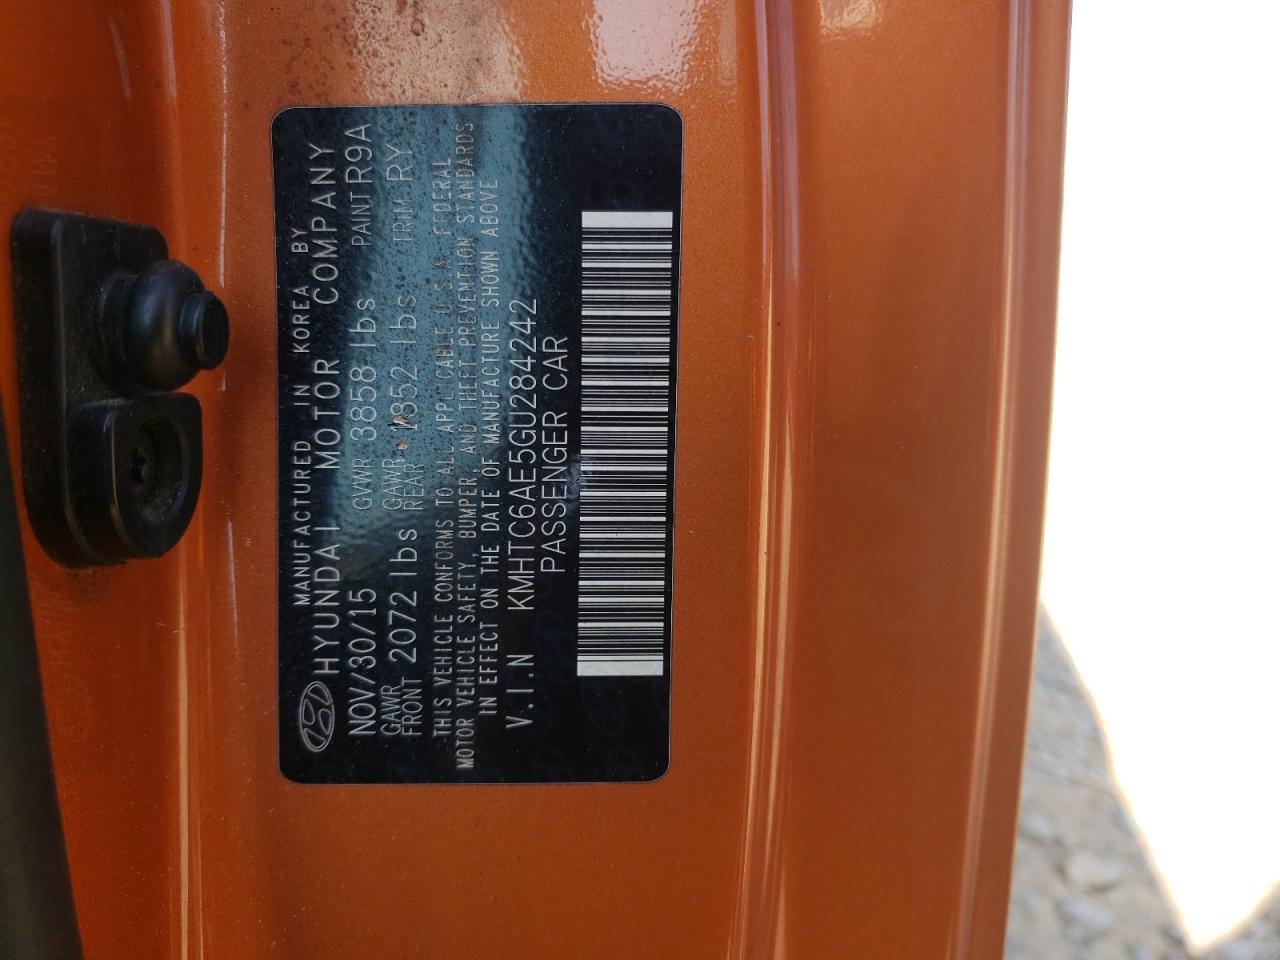 MANUFACTURED IN KOREA BY
HYUNDAI MOTOR COMPANY
NOV/30/15 GVWR 3858 lbs PAINT R9A
GAWR FRONT 2072 lbs GAWR REAR 1852 lbs TRIM RY
THIS VEHICLE CONFORMS TO ALL APPLICABLE U.S.A. FEDERAL
MOTOR VEHICLE SAFETY, BUMPER, AND THEFT PREVENTION STANDARDS
IN EFFECT ON THE DATE OF MANUFACTURE SHOWN ABOVE
V.I.N KMHTC6AE5GU284242
PASSENGER CAR